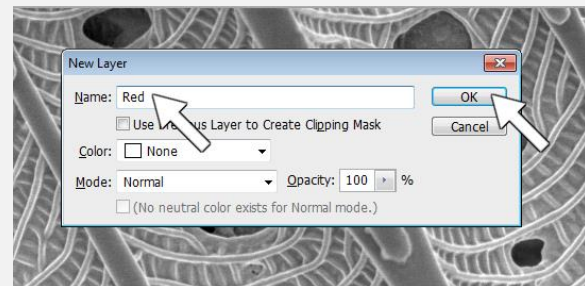 New Layer
Name: Red OK
Use Previous Layer to Create Clipping Mask Cancel
Color: None
Mode: Normal Opacity: 100 %
(No neutral color exists for Normal mode.)